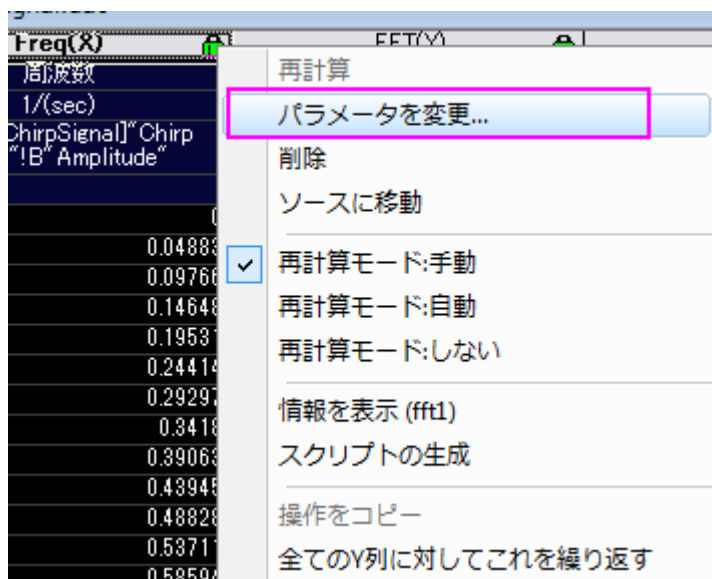 Freq(X)
FFT(Y)
周波数
1/(sec)
ChirpSignal]"Chirp
"!B"Amplitude"
0
0.04883
0.09766
0.14648
0.19531
0.24414
0.29297
0.3418
0.39063
0.43945
0.48828
0.53711
0.58594
再計算
パラメータを変更...
削除
ソースに移動
再計算モード:手動
再計算モード:自動
再計算モード:しない
情報を表示 (fft1)
スクリプトの生成
操作をコピー
全てのY列に対してこれを繰り返す